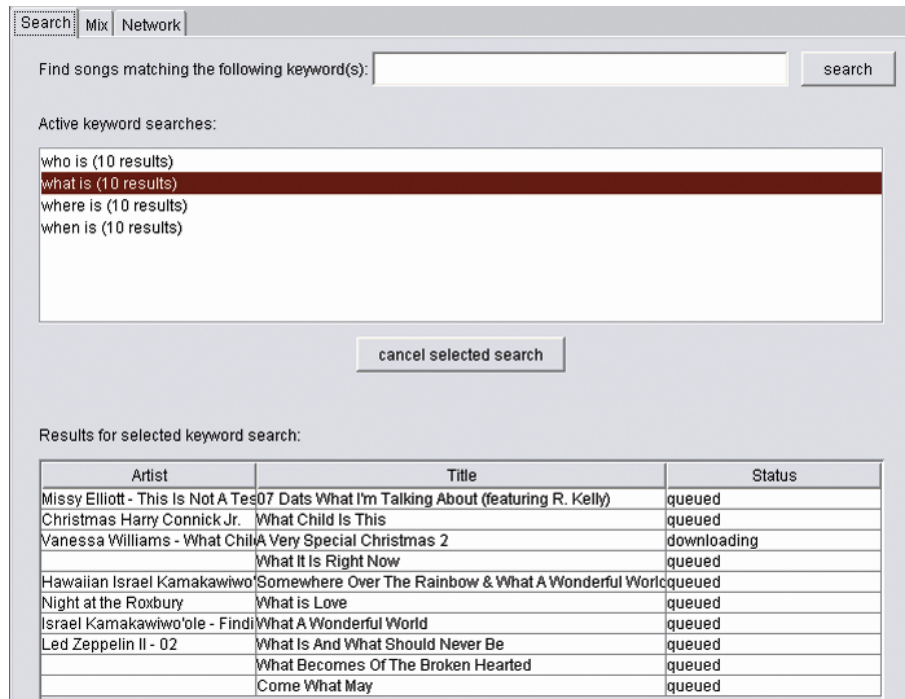 Search Mix Network
Find songs matching the following keyword(s): search
Active keyword searches:
who is (10 results)
what is (10 results)
where is (10 results)
when is (10 results)
cancel selected search
Results for selected keyword search:
Artist Title Status
Missy Elliott - This Is Not A Tes 07 Dats What I'm Talking About (featuring R. Kelly) queued
Christmas Harry Connick Jr. What Child Is This queued
Vanessa Williams - What Chil A Very Special Christmas 2 downloading
What It Is Right Now queued
Hawaiian Israel Kamakawiwo' Somewhere Over The Rainbow & What A Wonderful World queued
Night at the Roxbury What is Love queued
Israel Kamakawiwo'ole - Findi What A Wonderful World queued
Led Zeppelin II - 02 What Is And What Should Never Be queued
What Becomes Of The Broken Hearted queued
Come What May queued